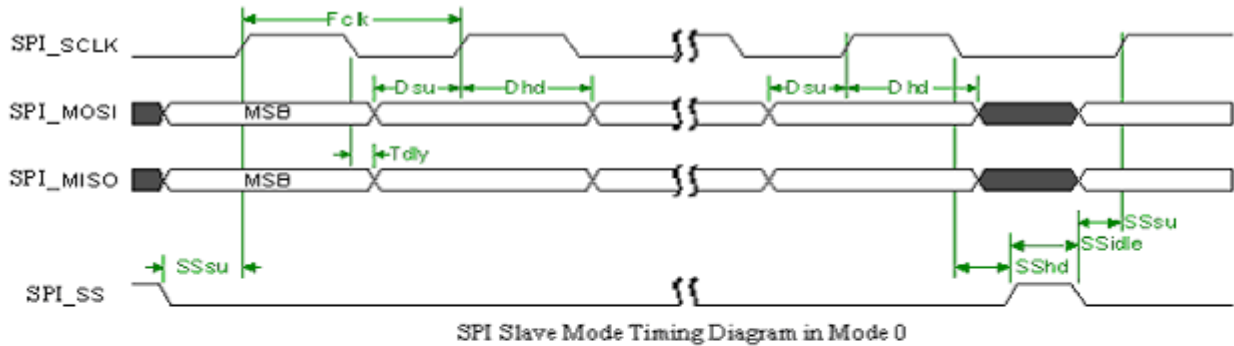 Fclk
SPI_SCLK
Dsu Dhd Dsu Dhd
SPI_MOSI MSB
Tdly
SPI_MISO MSB
SSsu
SSidle
SSsu SShd
SPI_SS
SPI Slave Mode Timing Diagram in Mode 0